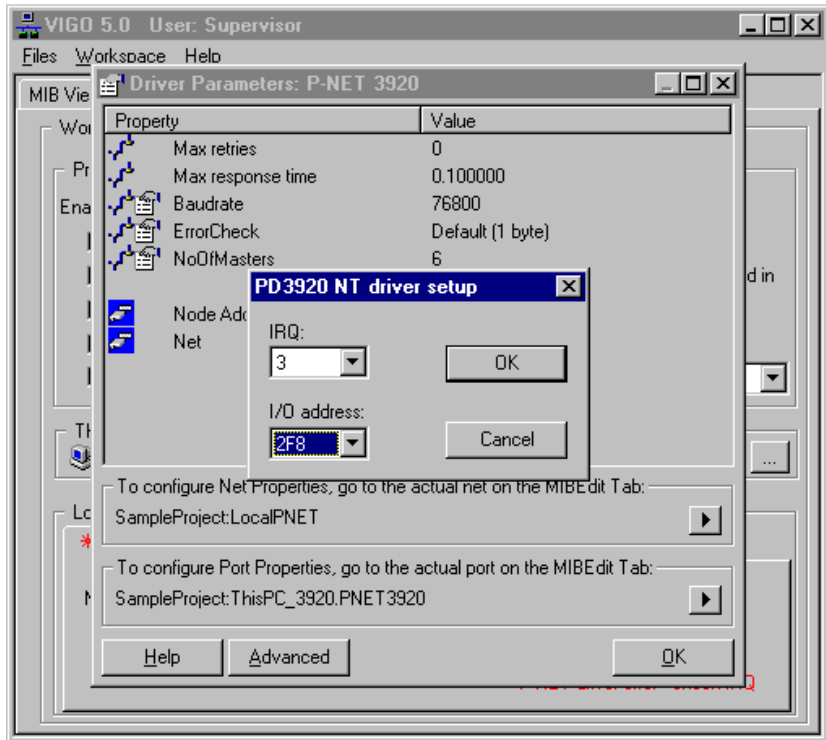 VIGO 5.0 User: Supervisor
Files Workspace Help
MIB Vie
Driver Parameters: P-NET 3920
Wor
Pr
Ena
d in
Property Value
Max retries 0
Max response time 0.100000
Baudrate 76800
ErrorCheck Default (1 byte)
NoOfMasters 6
Node Add
Net
PD3920 NT driver setup
IRQ:
3
OK
I/O address:
2F8
Cancel
...
To configure Net Properties, go to the actual net on the MIBEdit Tab:
SampleProject:LocalPNET
Lo
To configure Port Properties, go to the actual port on the MIBEdit Tab:
SampleProject:ThisPC_3920.PNET3920
Help Advanced OK